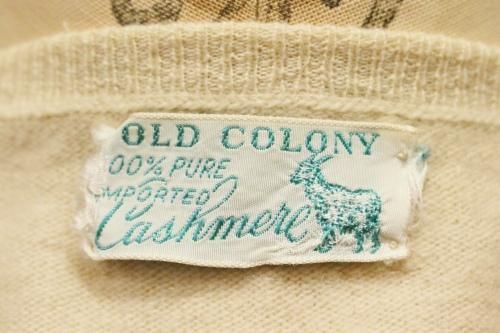 OLD COLONY
00% PURE
IMPORTED
Cashmere